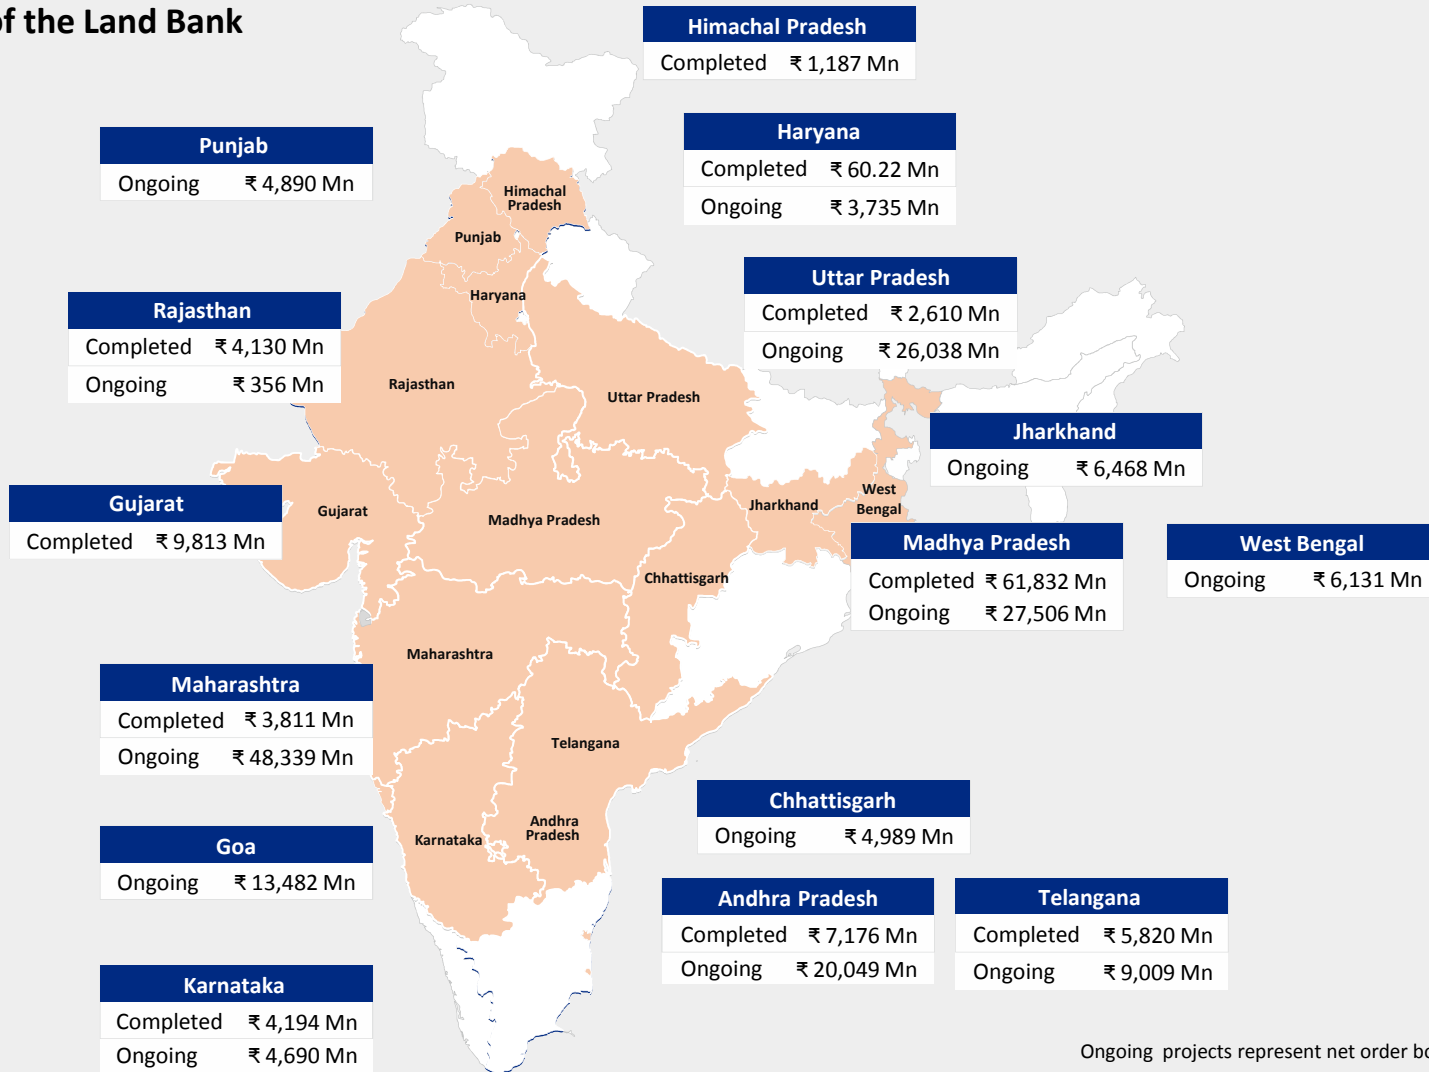 of the Land Bank
Himachal Pradesh
Completed ₹ 1,187 Mn
Punjab
Ongoing ₹ 4,890 Mn
Haryana
Completed ₹ 60.22 Mn
Ongoing ₹ 3,735 Mn
Uttar Pradesh
Completed ₹ 2,610 Mn
Ongoing ₹ 26,038 Mn
Rajasthan
Completed ₹ 4,130 Mn
Ongoing ₹ 356 Mn
Jharkhand
Ongoing ₹ 6,468 Mn
Gujarat
Completed ₹ 9,813 Mn
Madhya Pradesh
Completed ₹ 61,832 Mn
Ongoing ₹ 27,506 Mn
West Bengal
Ongoing ₹ 6,131 Mn
Maharashtra
Completed ₹ 3,811 Mn
Ongoing ₹ 48,339 Mn
Chhattisgarh
Ongoing ₹ 4,989 Mn
Goa
Ongoing ₹ 13,482 Mn
Andhra Pradesh
Completed ₹ 7,176 Mn
Ongoing ₹ 20,049 Mn
Telangana
Completed ₹ 5,820 Mn
Ongoing ₹ 9,009 Mn
Karnataka
Completed ₹ 4,194 Mn
Ongoing ₹ 4,690 Mn
Himachal
Pradesh
Punjab
Haryana
Rajasthan
Uttar Pradesh
Gujarat
Madhya Pradesh
Jharkhand
West
Bengal
Chhattisgarh
Maharashtra
Telangana
Andhra
Pradesh
Karnataka
Ongoing projects represent net order